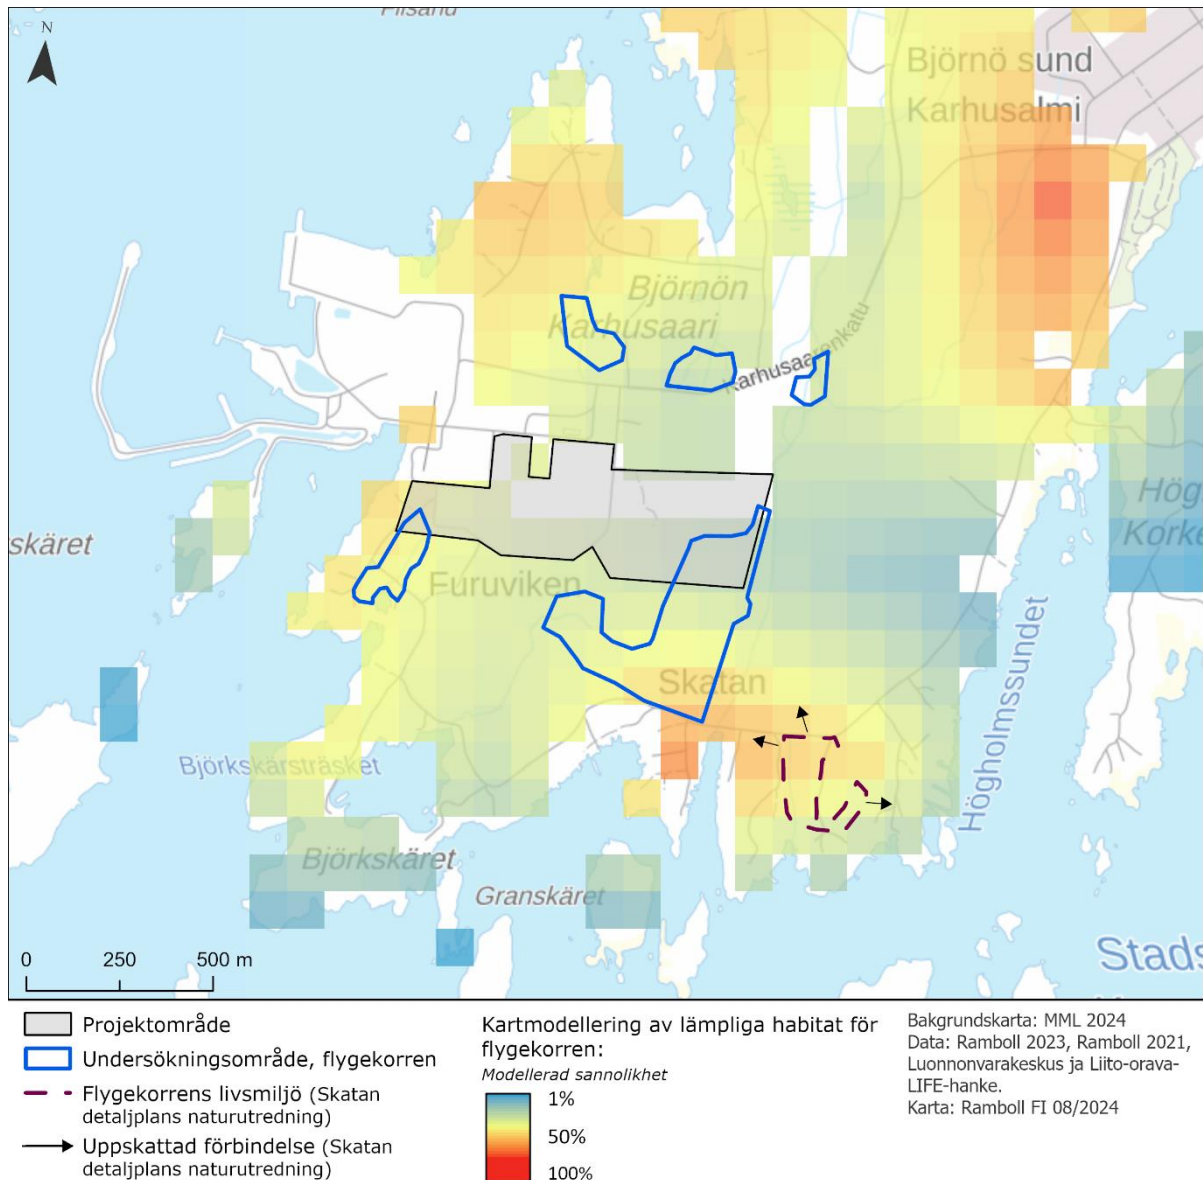 N
Björnö sund
Karhusalmi
Björnön
Karhusaari
Karhusaarenkatu
skäret
Furuviken
Skatan
Björkskärsträsket
Björkskäret
Granskäret
Högholmssundet
Hög
Korke
Stads
0 250 500 m
Projektområde
Undersökningsområde, flygekorren
Flygekorrens livsmiljö (Skatan
detaljplans naturutredning)
Uppskattad förbindelse (Skatan
detaljplans naturutredning)
Kartmodellering av lämpliga habitat för
flygekorren:
Modellerad sannolikhet
1%
50%
100%
Bakgrundskarta: MML 2024
Data: Ramboll 2023, Ramboll 2021,
Luonnonvarakeskus ja Liito-orava-
LIFE-hanke.
Karta: Ramboll FI 08/2024